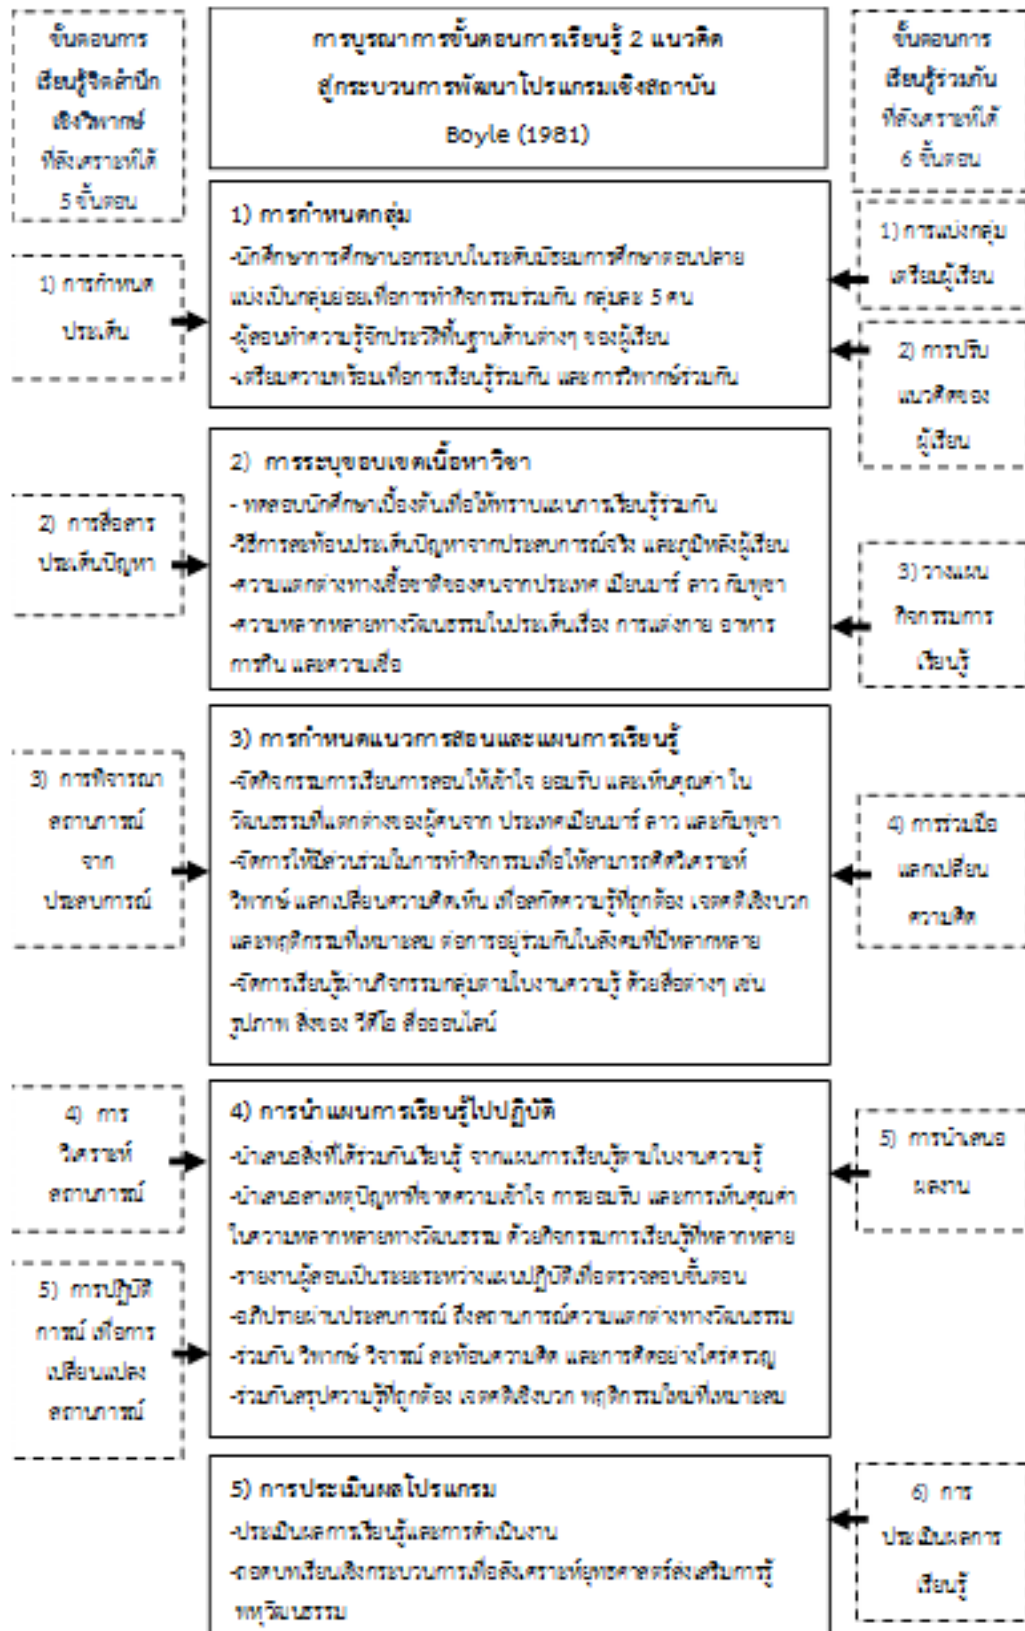 ขั้นตอนการ
เรียนรู้จิตสำนึก
เชิงวิพากษ์
ที่สังเคราะห์ได้
5 ขั้นตอน
การบูรณาการขั้นตอนการเรียนรู้ 2 แนวคิด
สู่กระบวนการพัฒนาโปรแกรมเชิงสถาบัน
Boyle (1981)
ขั้นตอนการ
เรียนรู้ร่วมกัน
ที่สังเคราะห์ได้
6 ขั้นตอน
1) การกำหนด
ประเด็น
1) การกำหนดกลุ่ม
-นักศึกษาการศึกษานอกระบบในระดับมัธยมการศึกษาตอนปลาย
แบ่งเป็นกลุ่มย่อยเพื่อการทำกิจกรรมร่วมกัน กลุ่มละ 5 คน
-ผู้สอนทำความรู้จักประวัติพื้นฐานด้านต่างๆ ของผู้เรียน
-เตรียมความพร้อมเพื่อการเรียนรู้ร่วมกัน และการวิพากษ์ร่วมกัน
1) การแบ่งกลุ่ม
เตรียมผู้เรียน
2) การปรับ
แนวคิดของ
ผู้เรียน
2) การสื่อสาร
ประเด็นปัญหา
2) การระบุขอบเขตเนื้อหาวิชา
- ทดสอบนักศึกษาเบื้องต้นเพื่อให้ทราบแผนการเรียนรู้ร่วมกัน
-วิธีการสะท้อนประเด็นปัญหาจากประสบการณ์จริง และภูมิหลังผู้เรียน
-ความแตกต่างทางเชื้อชาติของคนจากประเทศ เมียนมาร์ ลาว กัมพูชา
-ความหลากหลายทางวัฒนธรรมในประเด็นเรื่อง การแต่งกาย อาหาร
การกิน และความเชื่อ
3) วางแผน
กิจกรรมการ
เรียนรู้
3) การพิจารณา
สถานการณ์
จาก
ประสบการณ์
3) การกำหนดแนวการสอนและแผนการเรียนรู้
-จัดกิจกรรมการเรียนการสอนให้เข้าใจ ยอมรับ และเห็นคุณค่า ใน
วัฒนธรรมที่แตกต่างของผู้คนจาก ประเทศเมียนมาร์ ลาว และกัมพูชา
-จัดการให้มีส่วนร่วมในการทำกิจกรรมเพื่อให้สามารถคิดวิเคราะห์
วิพากษ์ แลกเปลี่ยนความคิดเห็น เพื่อสกัดความรู้ที่ถูกต้อง เจตคติเชิงบวก
และพฤติกรรมที่เหมาะสม ต่อการอยู่ร่วมกันในสังคมที่มีหลากหลาย
-จัดการเรียนรู้ผ่านกิจกรรมกลุ่มตามใบงานความรู้ ด้วยสื่อต่างๆ เช่น
รูปภาพ สิ่งของ วีดีโอ สื่อออนไลน์
4) การร่วมมือ
แลกเปลี่ยน
ความคิด
4) การ
วิเคราะห์
สถานการณ์
5) การปฏิบัติ
การณ์ เพื่อการ
เปลี่ยนแปลง
สถานการณ์
4) การนำแผนการเรียนรู้ไปปฏิบัติ
-นำเสนอสิ่งที่ได้ร่วมกันเรียนรู้ จากแผนการเรียนรู้ตามใบงานความรู้
-นำเสนอสาเหตุปัญหาที่ขาดความเข้าใจ การยอมรับ และการเห็นคุณค่า
ในความหลากหลายทางวัฒนธรรม ด้วยกิจกรรมการเรียนรู้ที่หลากหลาย
-รายงานผู้สอนเป็นระยะระหว่างแผนปฏิบัติเพื่อตรวจสอบขั้นตอน
-อภิปรายผ่านประสบการณ์ ถึงสถานการณ์ความแตกต่างทางวัฒนธรรม
-ร่วมกัน วิพากษ์ วิจารณ์ สะท้อนความคิด และการคิดอย่างใคร่ครวญ
-ร่วมกันสรุปความรู้ที่ถูกต้อง เจตคติเชิงบวก พฤติกรรมใหม่ที่เหมาะสม
5) การนำเสนอ
ผลงาน
5) การประเมินผลโปรแกรม
-ประเมินผลการเรียนรู้และการดำเนินงาน
-ถอดบทเรียนเชิงกระบวนการเพื่อสังเคราะห์ยุทธศาสตร์ส่งเสริมการรู้
พหุวัฒนธรรม
6) การ
ประเมินผลการ
เรียนรู้